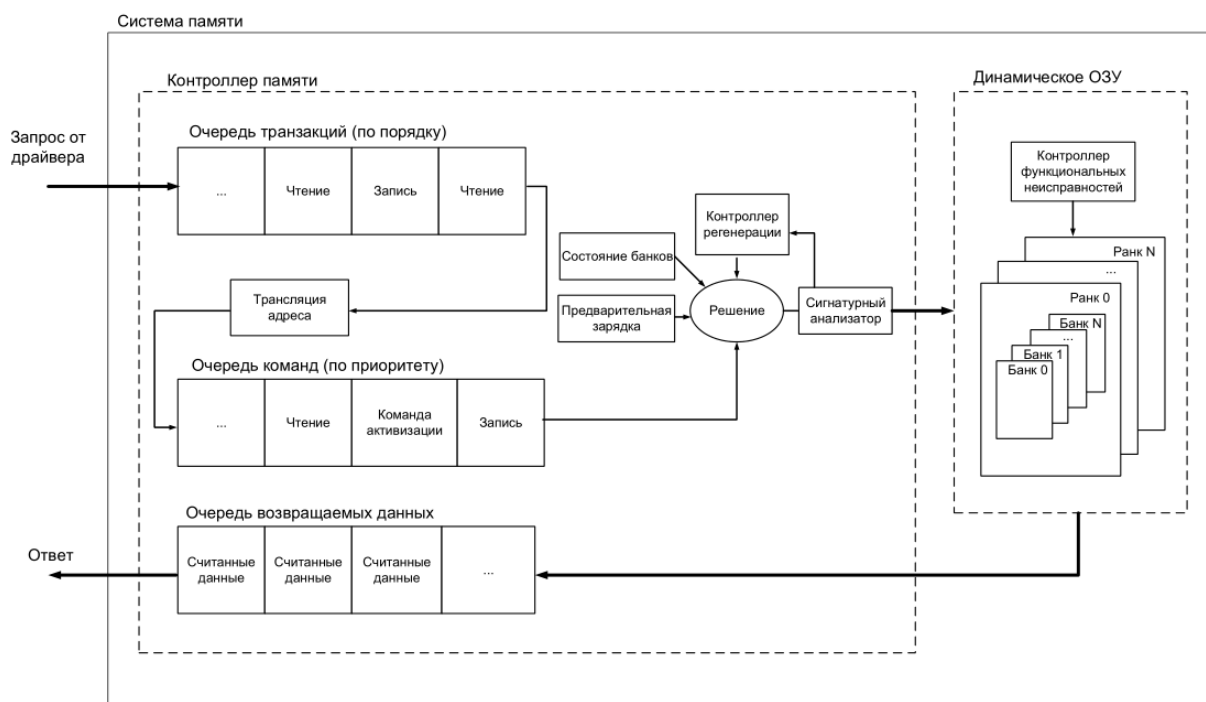 Система памяти
Контроллер памяти
Динамическое ОЗУ
Запрос от
драйвера
Очередь транзакций (по порядку)
...
Чтение
Запись
Чтение
Контроллер
функциональных
неисправностей
Контроллер
регенерации
Состояние банков
Предварительная
зарядка
Решение
Сигнатурный
анализатор
Трансляция
адреса
Ранк N
...
Ранк 0
Банк N
...
Банк 1
Банк 0
Очередь команд (по приоритету)
...
Чтение
Команда
активизации
Запись
Очередь возвращаемых данных
Ответ
Считанные
данные
Считанные
данные
Считанные
данные
...